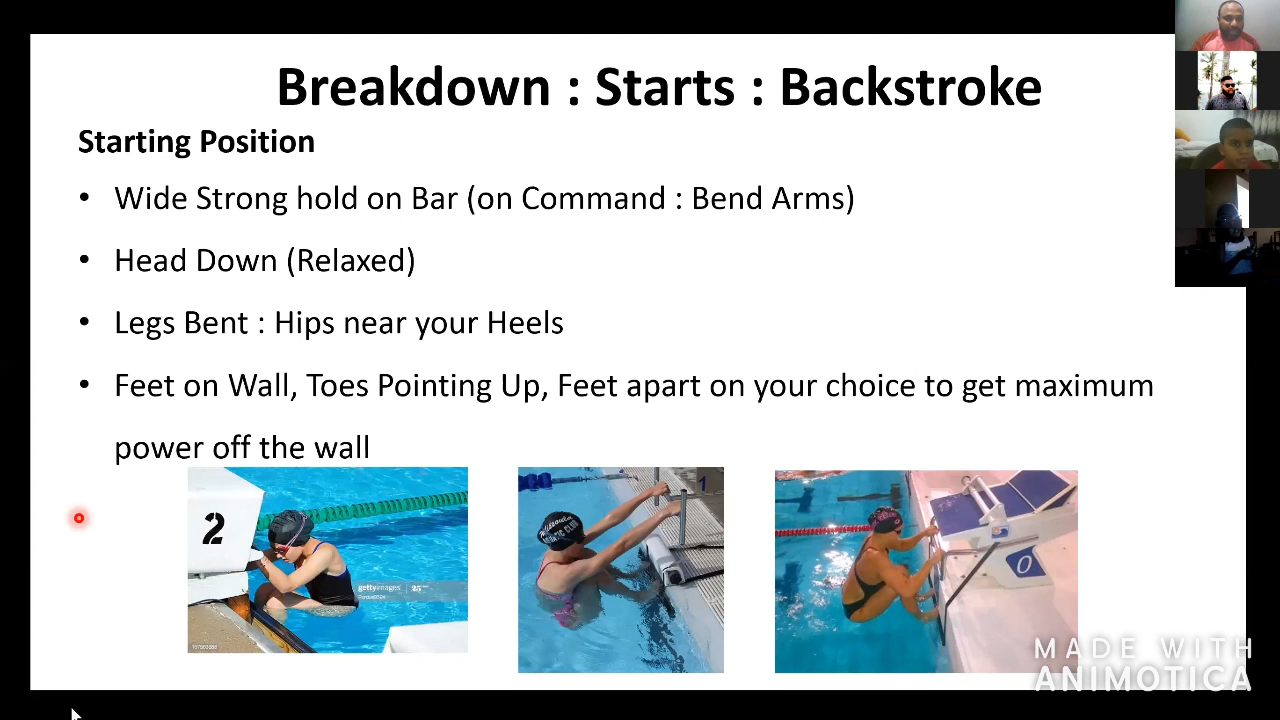 Breakdown : Starts : Backstroke
Starting Position
• Wide Strong hold on Bar (on Command : Bend Arms)
• Head Down (Relaxed)
• Legs Bent : Hips near your Heels
• Feet on Wall, Toes Pointing Up, Feet apart on your choice to get maximum
power off the wall
2
gettyimages
1
0
MADE WITH
ANIMOTICA